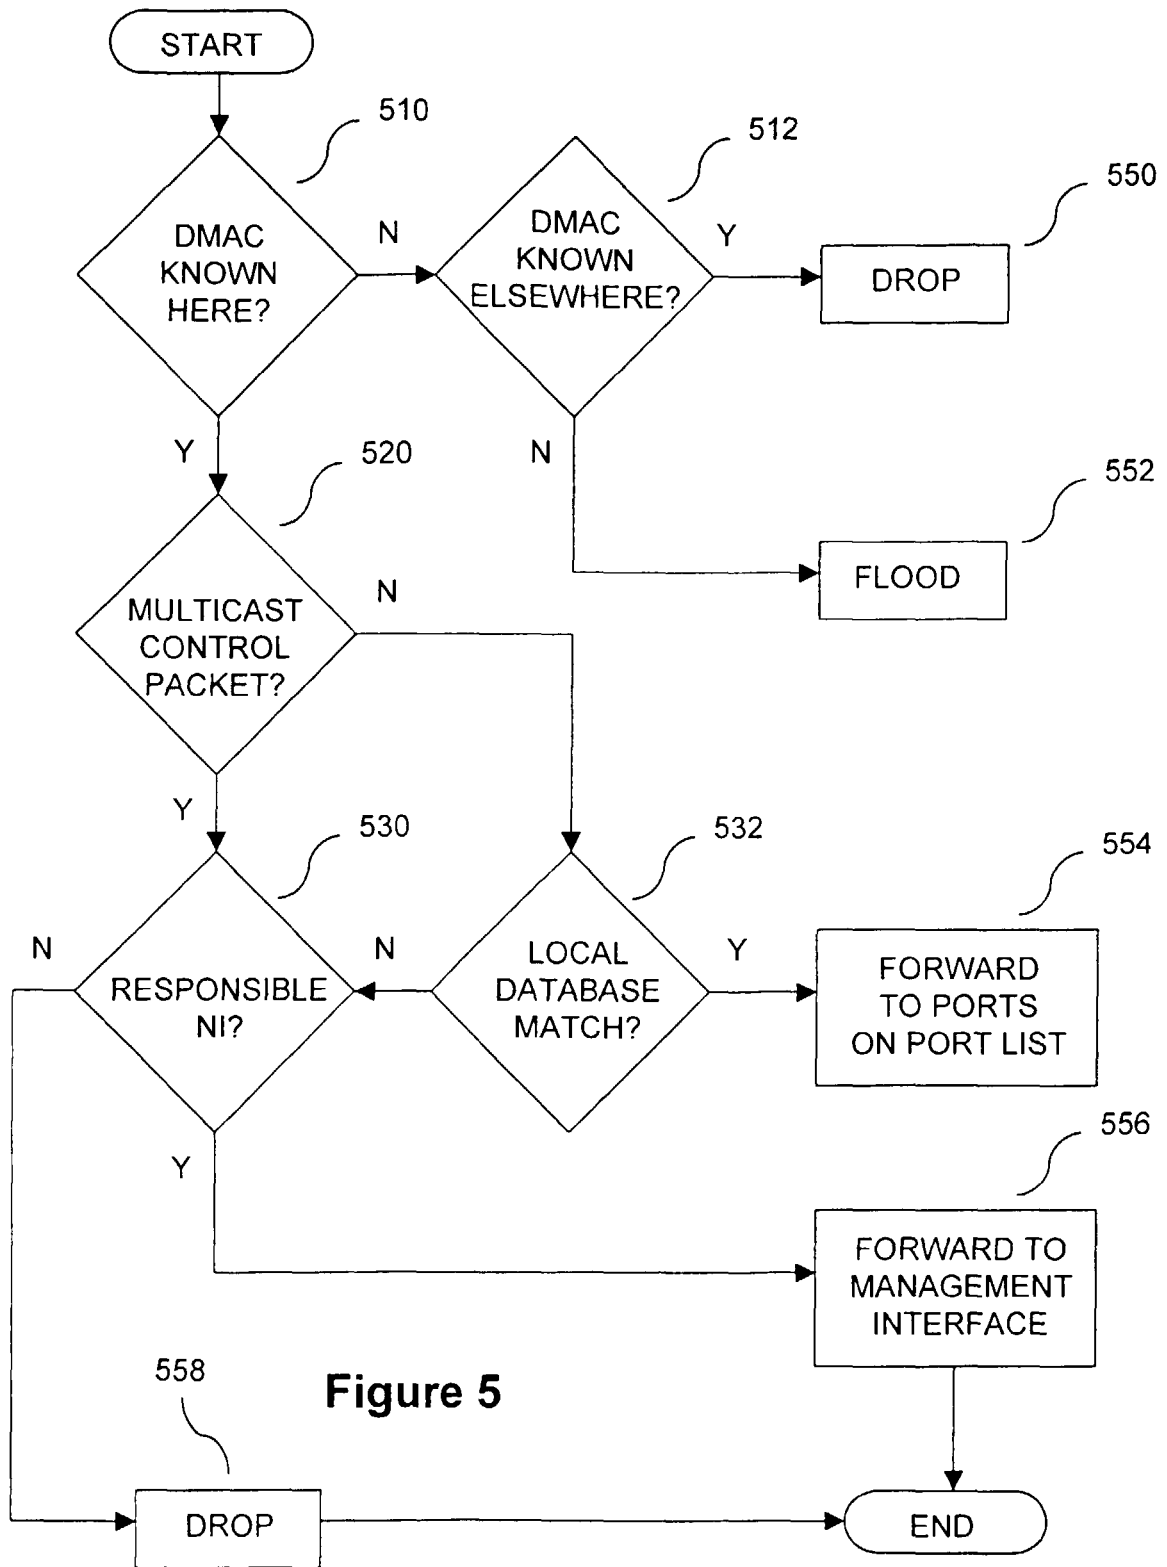 START
510
512
550
DMAC
KNOWN
HERE?
N
DMAC
KNOWN
ELSEWHERE?
Y
DROP
Y
520
N
552
FLOOD
MULTICAST
CONTROL
PACKET?
N
Y
530
532
554
N
RESPONSIBLE
NI?
N
LOCAL
DATABASE
MATCH?
Y
FORWARD
TO PORTS
ON PORT LIST
Y
556
FORWARD TO
MANAGEMENT
INTERFACE
558
Figure 5
DROP
END